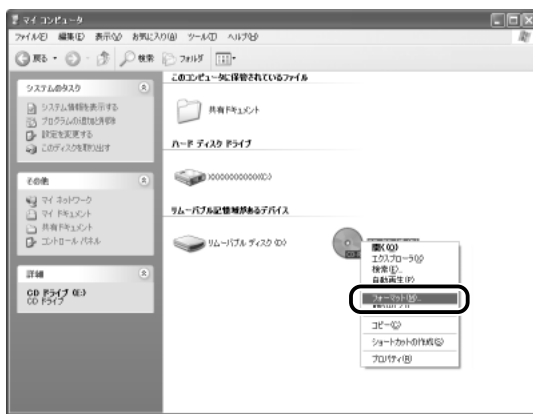 マイ コンピュータ
ファイル(F) 編集(E) 表示(V) お気に入り(A) ツール(T) ヘルプ(H)
戻る 検索 フォルダ
システムのタスク
システム情報を表示する
プログラムの追加と削除
設定を変更する
このディスクを取り出す
その他
マイ ネットワーク
マイ ドキュメント
共有ドキュメント
コントロール パネル
詳細
CD ドライブ (E:)
CD ドライブ
このコンピュータに保管されているファイル
共有ドキュメント
ハード ディスク ドライブ
XXXXXXXXXXX(C:)
リムーバブル記憶域があるデバイス
リムーバブル ディスク (D:)
開く(O)
エクスプローラ(X)
検索(E)...
自動再生(P)
フォーマット(M)...
コピー(C)
ショートカットの作成(S)
プロパティ(R)